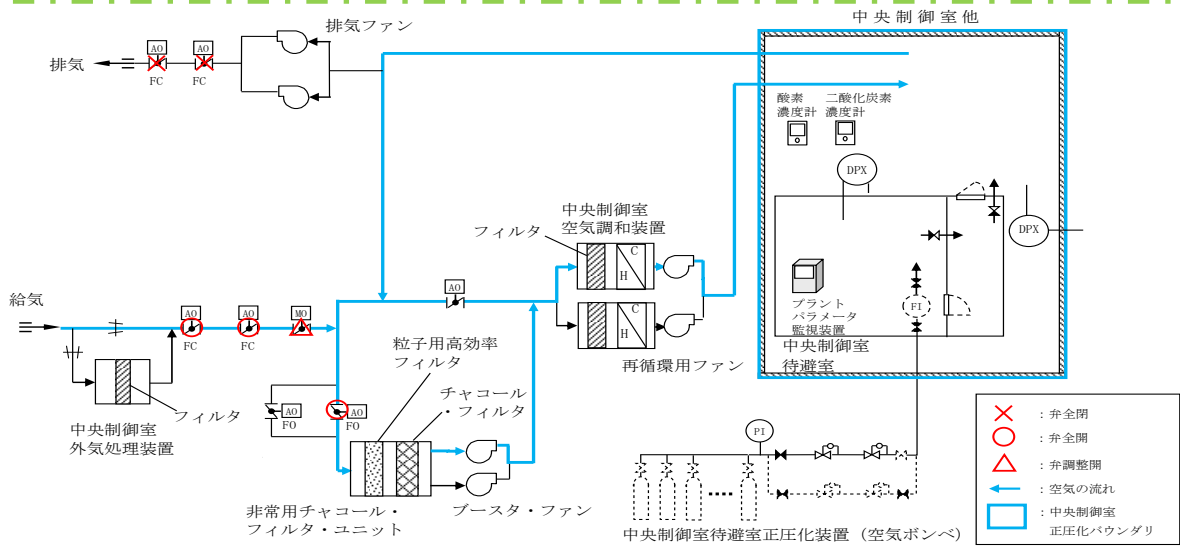 中央制御室他
排気ファン
AO
AO
排気
FC
FC
酸素
濃度計
二酸化炭素
濃度計
DPX
DPX
中央制御室
空気調和装置
フィルタ
C
H
C
H
再循環用ファン
AO
給気
AO
AO
MO
FC
FC
フィルタ
中央制御室
外気処理装置
粒子用高効率
フィルタ
チャコール
・フィルタ
AO
FO
AO
FO
非常用チャコール・
フィルタ・ユニット
ブースタ・ファン
プラント
パラメータ
監視装置
FI
中央制御室
待避室
PI
中央制御室待避室正圧化装置（空気ボンベ）
：弁全閉
：弁全開
：弁調整開
：空気の流れ
：中央制御室
正圧化バウンダリ